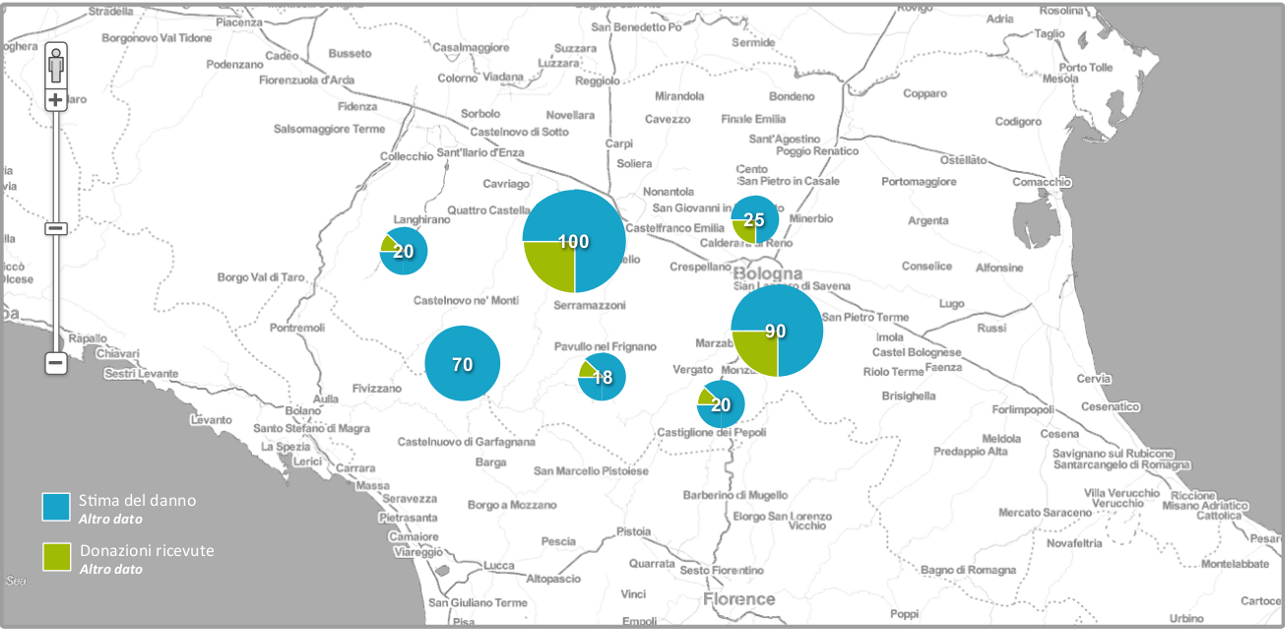 Stradella
Piacenza
San Benedetto Po
Rovigo
Adria
Rosolina
Borgonovo Val Tidone
Casalmaggiore
Suzzara
Sermide
Taglio
oghera
Cadeo
Busseto
Luzzara
Podenzano
Porto Tolle
Fiorenzuola d'Arda
Colorno
Viadana
Reggiolo
Mesola
Mirandola
Bondeno
Copparo
Fidenza
Sorbolo
Novellara
Cavezzo
Finale Emilia
Codigoro
Salsomaggiore Terme
Castelnovo di Sotto
Carpi
Sant'Agostino
Collecchio
Sant'Ilario d'Enza
Soliera
Poggio Renatico
Ostellato
Cento
Cavriago
Nonantola
San Pietro in Casale
Portomaggiore
Comacchio
Quattro Castella
San Giovanni in
Langhirano
25
Minerbio
Argenta
Castelfranco Emilia
20
100
Calderara di Reno
elio
Crespellano
Bologna
Conselice
Alfonsine
Borgo Val di Taro
San Lazzaro di Savena
Castelnovo ne' Monti
Serramazzoni
Lugo
San Pietro Terme
Russi
Pontremoli
90
Rapallo
Imola
Chiavari
Pavullo nel Frignano
Marzab
Castel Bolognese
Sestri Levante
70
18
Vergato
Monzu
Riolo Terme
Faenza
Cervia
Fivizzano
Aulla
20
Brisighella
Bolano
Forlimpopoli
Cesenatico
Levanto
Santo Stefano di Magra
Castiglione dei Pepoli
Cesena
La Spezia
Castelnuovo di Garfagnana
Meldola
Lerici
Barga
San Marcello Pistoiese
Predappio Alta
Savignano sul Rubicone
Carrara
Santarcangelo di Romagna
Massa
Seravezza
Borgo a Mozzano
Barberino di Mugello
Villa Verucchio
Riccione
Stima del danno
Verucchio
Misano Adriatico
Altro dato
Pietrasanta
Borgo San Lorenzo
Mercato Saraceno
Cattolica
Vicchio
Camaiore
Pistoia
Pesar
Donazioni ricevute
Viareggio
Pescia
Novafeltria
Altro dato
Lucca
Quarrata
Sesto Fiorentino
Bagno di Romagna
Montelabbate
Sea
Altopascio
Vinci
Florence
San Giuliano Terme
Cartoce
Pisa
Empoli
Poppi
Urbino